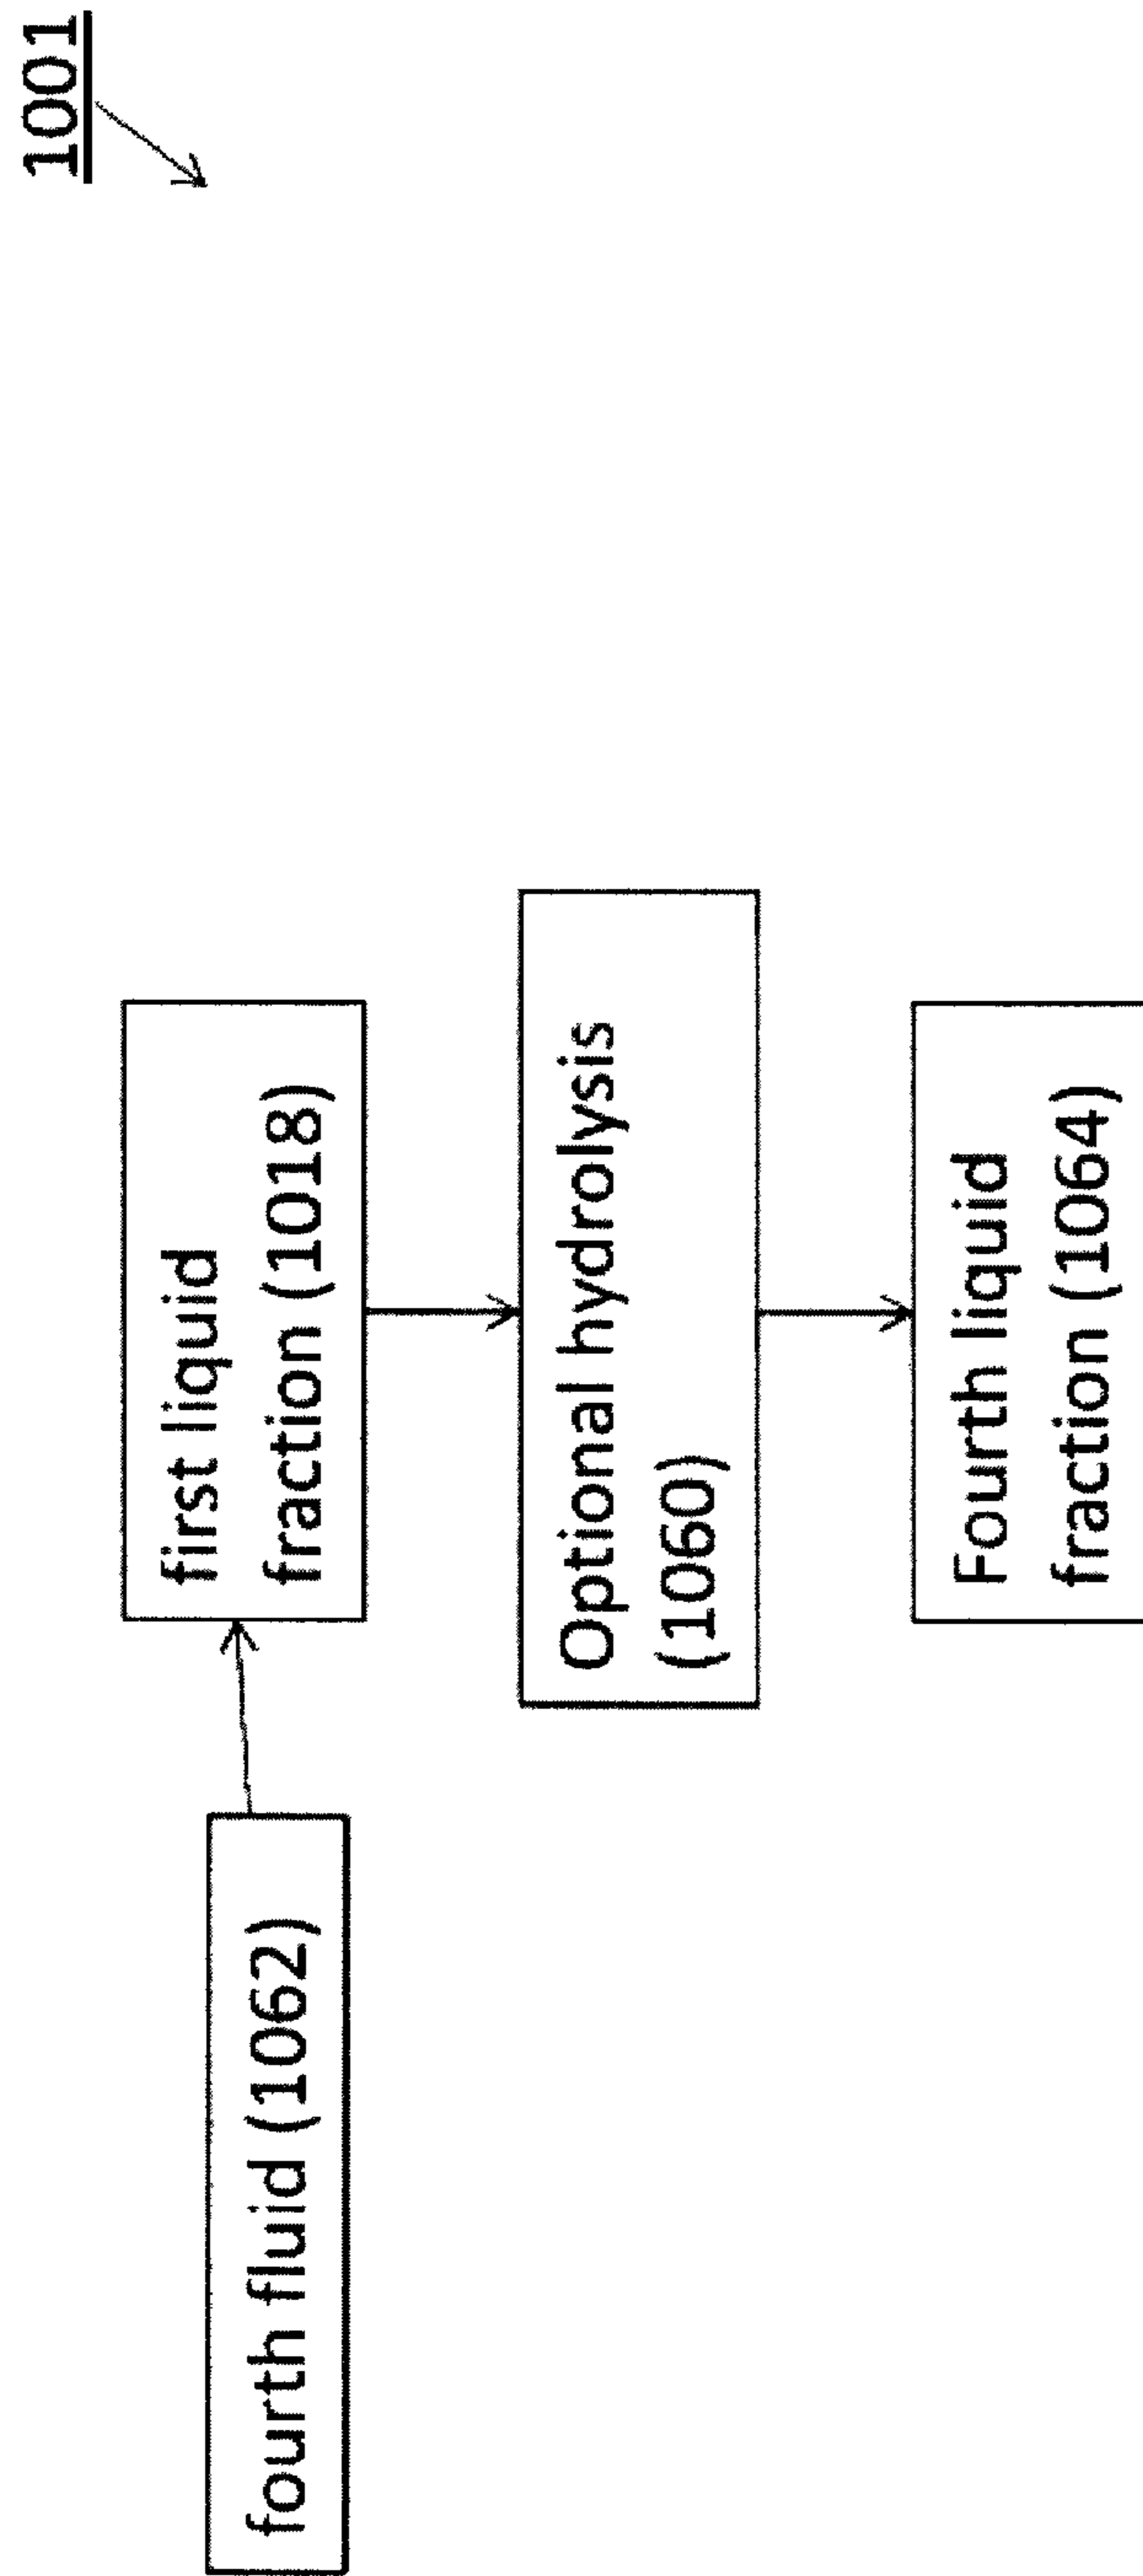 1001
first liquid
fraction (1018)
fourth fluid (1062)
Optional hydrolysis
(1060)
Fourth liquid
fraction (1064)